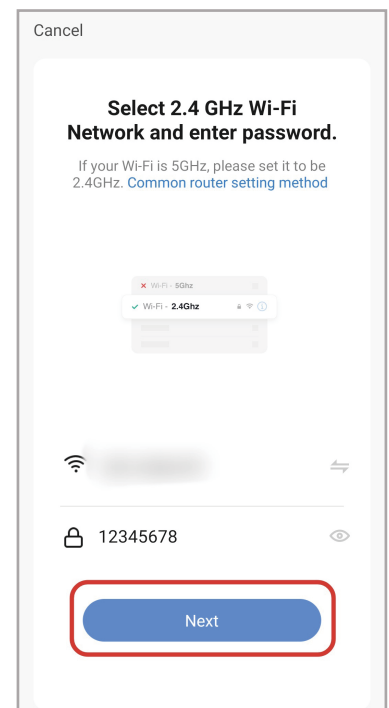 Cancel
Select 2.4 GHz Wi-Fi
Network and enter password.
If your Wi-Fi is 5GHz, please set it to be
2.4GHz. Common router setting method
Wi-Fi - 5Ghz
Wi-Fi - 2.4Ghz
12345678
Next